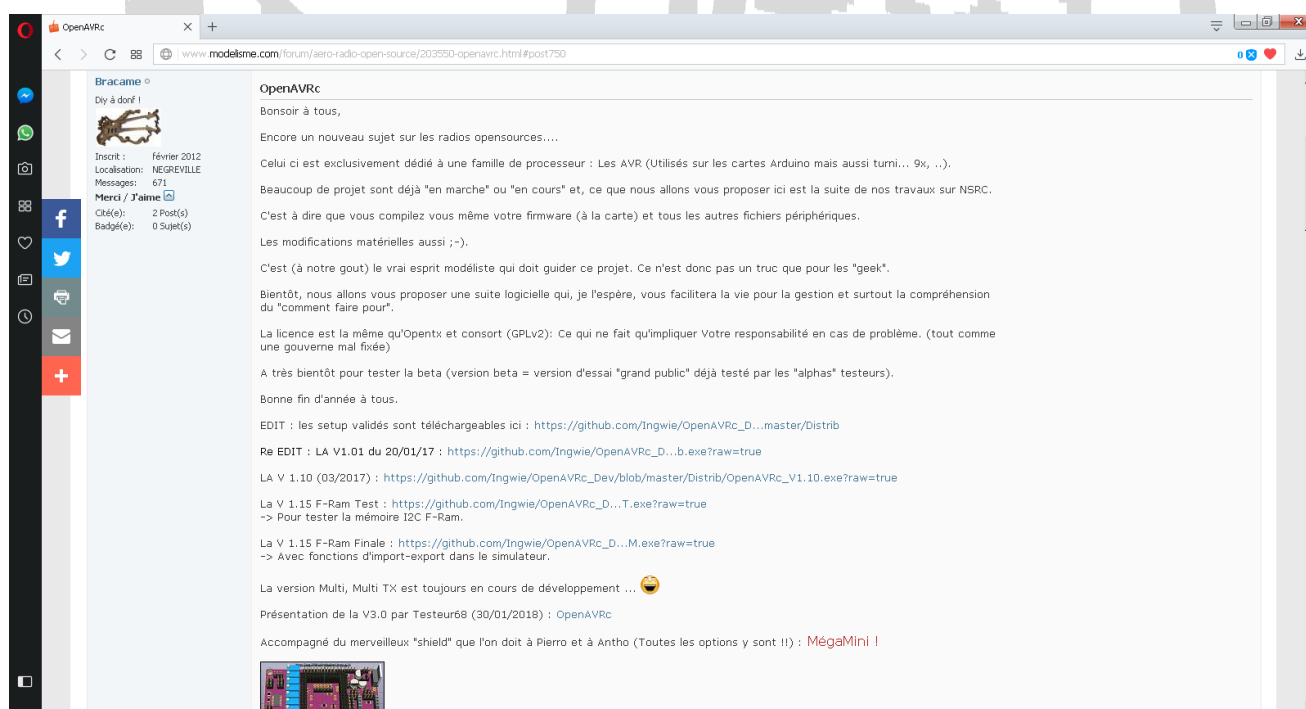 OpenAVRc
www.modelisme.com/forum/aero-radio-open-source/203550-openavrc.html#post750
0
Bracame
Diy à donf !
Inscrit : février 2012
Localisation: NEGREVILLE
Messages: 671
Merci / J'aime
Cité(e): 2 Post(s)
Badgé(e): 0 Sujet(s)
OpenAVRc
Bonsoir à tous,
Encore un nouveau sujet sur les radios opensources....
Celui ci est exclusivement dédié à une famille de processeur : Les AVR (Utilisés sur les cartes Arduino mais aussi turni... 9x, ..).
Beaucoup de projet sont déjà "en marche" ou "en cours" et, ce que nous allons vous proposer ici est la suite de nos travaux sur NSRC.
C'est à dire que vous compilez vous même votre firmware (à la carte) et tous les autres fichiers périphériques.
Les modifications matérielles aussi ;-).
C'est (à notre gout) le vrai esprit modéliste qui doit guider ce projet. Ce n'est donc pas un truc que pour les "geek".
Bientôt, nous allons vous proposer une suite logicielle qui, je l'espère, vous facilitera la vie pour la gestion et surtout la compréhension
du "comment faire pour".
La licence est la même qu'Opentx et consort (GPLv2): Ce qui ne fait qu'impliquer Votre responsabilité en cas de problème. (tout comme
une gouverne mal fixée)
A très bientôt pour tester la beta (version beta = version d'essai "grand public" déjà testé par les "alphas" testeurs).
Bonne fin d'année à tous.
EDIT : les setup validés sont téléchargeables ici : https://github.com/Ingwie/OpenAVRc_D...master/Distrib
Re EDIT : LA V1.01 du 20/01/17 : https://github.com/Ingwie/OpenAVRc_D...b.exe?raw=true
LA V 1.10 (03/2017) : https://github.com/Ingwie/OpenAVRc_Dev/blob/master/Distrib/OpenAVRc_V1.10.exe?raw=true
La V 1.15 F-Ram Test : https://github.com/Ingwie/OpenAVRc_D...T.exe?raw=true
-> Pour tester la mémoire I2C F-Ram.
La V 1.15 F-Ram Finale : https://github.com/Ingwie/OpenAVRc_D...M.exe?raw=true
-> Avec fonctions d'import-export dans le simulateur.
La version Multi, Multi TX est toujours en cours de développement ...
Présentation de la V3.0 par Testeur68 (30/01/2018) : OpenAVRc
Accompagné du merveilleux "shield" que l'on doit à Pierro et à Antho (Toutes les options y sont !!) : MégaMini !